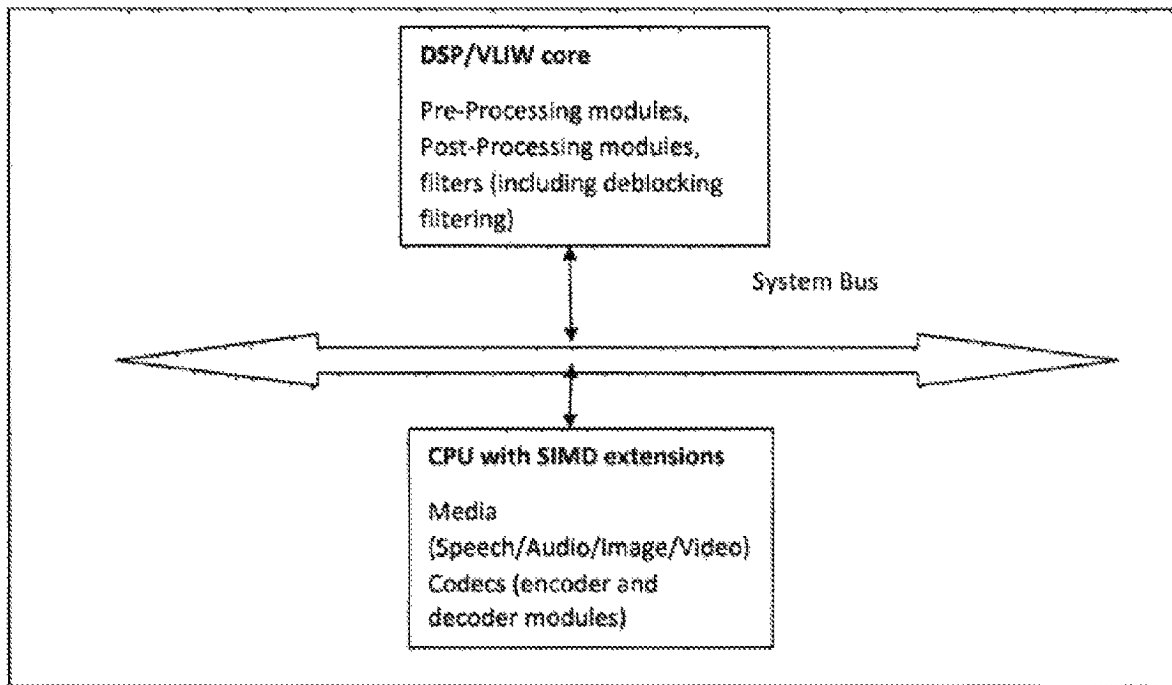 DSP/VLIW core
Pre-Processing modules,
Post-Processing modules,
filters (including deblocking
filtering)
System Bus
CPU with SIMD extensions
Media
(Speech/Audio/Image/Video)
Codecs (encoder and
decoder modules)